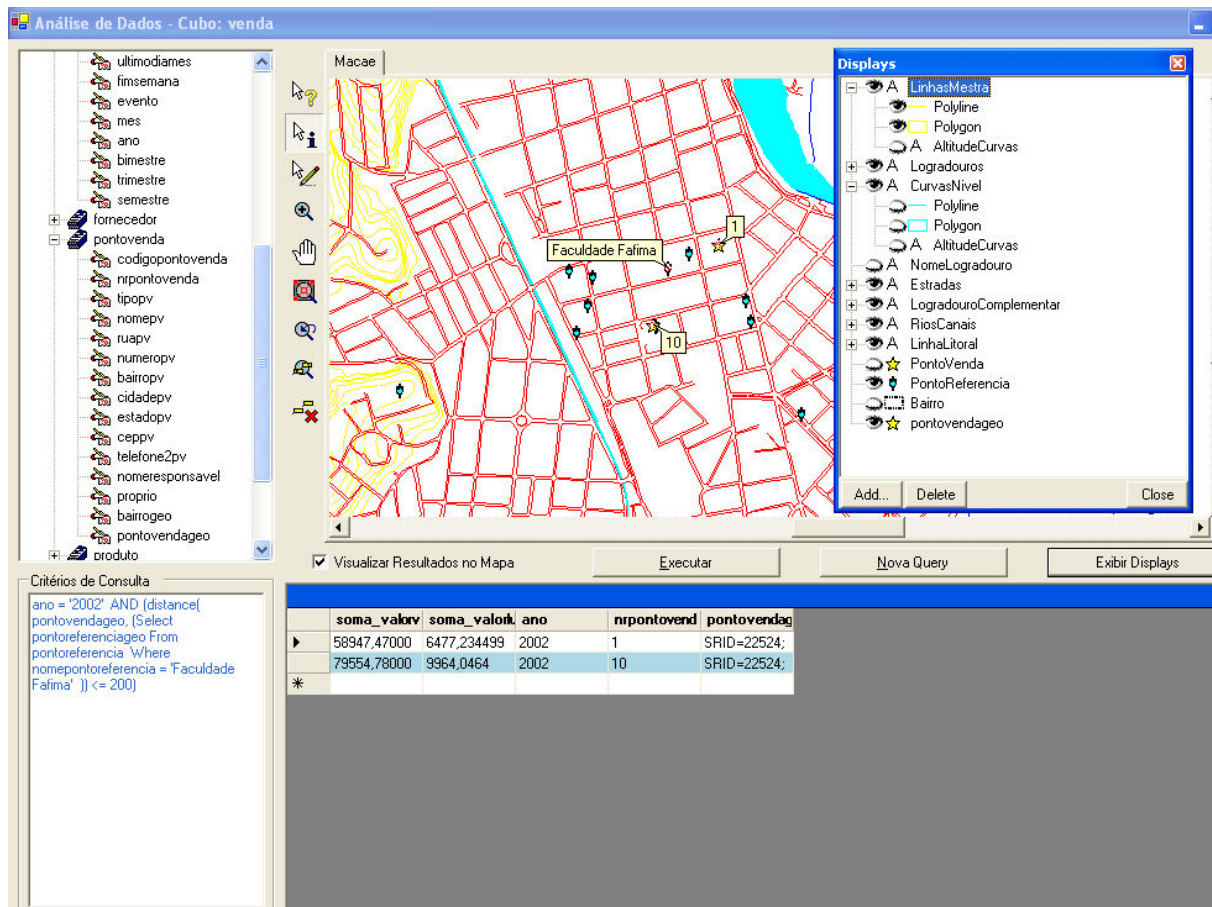 Análise de Dados - Cubo: venda
ultimodiames
fimsemana
evento
mes
ano
bimestre
trimestre
semestre
fornecedor
pontovenda
codigopontovenda
nrpontovenda
tipopv
nomepv
ruapv
numeropv
bairropv
cidadepv
estadopv
ceppv
telefone2pv
nomeresponsavel
proprio
bairrogeo
pontovendageo
produto
Macae
1
Faculdade Fafima
10
Displays
A LinhasMestra
Polyline
Polygon
A AltitudeCurvas
A Logradouros
A CurvasNivel
Polyline
Polygon
A AltitudeCurvas
A NomeLogradouro
A Estradas
A LogradouroComplementar
A RiosCanais
A LinhaLitoral
PontoVenda
PontoReferencia
Bairro
pontovendageo
Add... Delete Close
Visualizar Resultados no Mapa Executar Nova Query Exibir Displays
Critérios de Consulta
ano = '2002' AND (distance(
pontovendageo, (Select
pontoreferenciageo From
pontoreferencia Where
nomepontoreferencia = 'Faculdade
Fafima' )) <= 200)
soma_valorv ano nrpontovend pontovendag
58947,47000 6477,234499 2002 1 SRID=22524;
79554,78000 9964,0464 2002 10 SRID=22524;